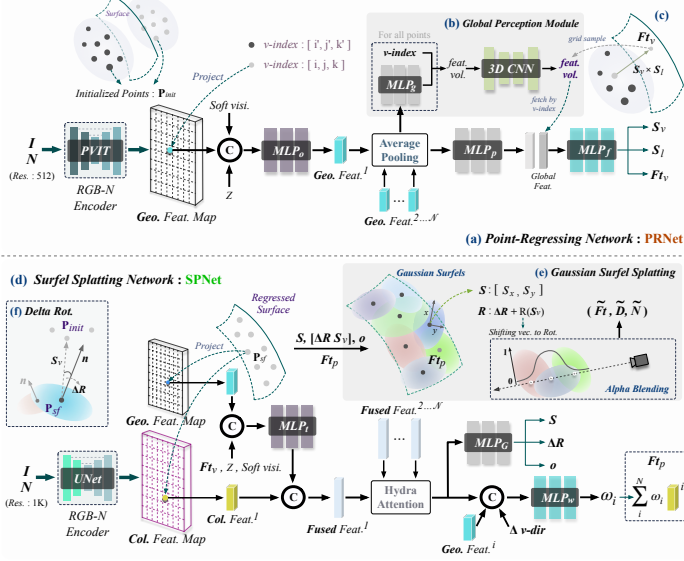 Surface
v-index : [ i', j', k' ]
v-index : [ i, j, k ]
Initialized Points : P_init
Project
Soft visi.
I
N
(Res. : 512)
PViT
RGB-N
Encoder
Geo. Feat. Map
C
Z
MLP_o
Geo. Feat.^1
Average
Pooling
Geo. Feat.^2...N
(b) Global Perception Module
For all points
v-index
MLP_g
feat.
vol.
3D CNN
feat.
vol.
grid sample
(c)
Ft_v
S_v × S_l
fetch by
v-index
MLP_p
Global
Feat.
MLP_f
S_v
S_l
Ft_v
(a) Point-Regressing Network : PRNet
(d) Surfel Splatting Network : SPNet
(f) Delta Rot.
P_init
S_v
n
ΔR
n
P_sf
Regressed
Surface
Project
P_sf
Geo. Feat. Map
C
MLP_t
Ft_v , Z , Soft visi.
I
N
(Res. : 1K)
UNet
RGB-N
Encoder
Col. Feat. Map
Col. Feat.^1
C
Fused Feat.^1
S, [ΔR S_v], o
Ft_p
Gaussian Surfels
x
y
Ft_p
(e) Gaussian Surfel Splatting
S : [ S_x , S_y ]
R : ΔR + R(S_v)
Shifting vec. to Rot.
( F̃t , D̃, Ñ )
1
0
Alpha Blending
Fused Feat.^2...N
Hydra
Attention
MLP_G
S
ΔR
o
C
Geo. Feat.^i
Δ v-dir
MLP_w
ω_i
Ft_p
N
∑ ω_i
i
i